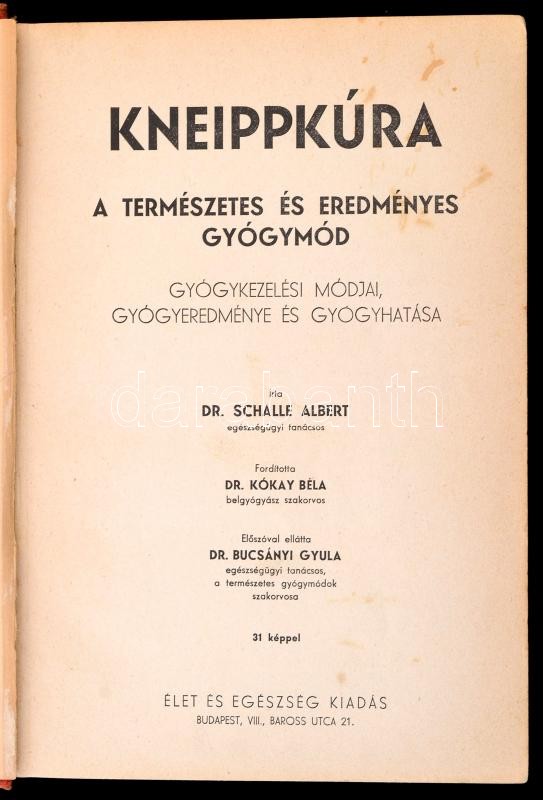 KNEIPPKÚRA
A TERMÉSZETES ÉS EREDMÉNYES
GYÓGYMÓD
GYÓGYKEZELÉSI MÓDJAI,
GYÓGYEREDMÉNYE ÉS GYÓGYHATÁSA
írta
DR. SCHALLE ALBERT
egészségügyi tanácsos
darabanth
Fordította
DR. KÓKAY BÉLA
belgyógyász szakorvos
Előszóval ellátta
DR. BUCSÁNYI GYULA
egészségügyi tanácsos,
a természetes gyógymódok
szakorvosa
31 képpel
ÉLET ÉS EGÉSZSÉG KIADÁS
BUDAPEST, VIII., BAROSS UTCA 21.